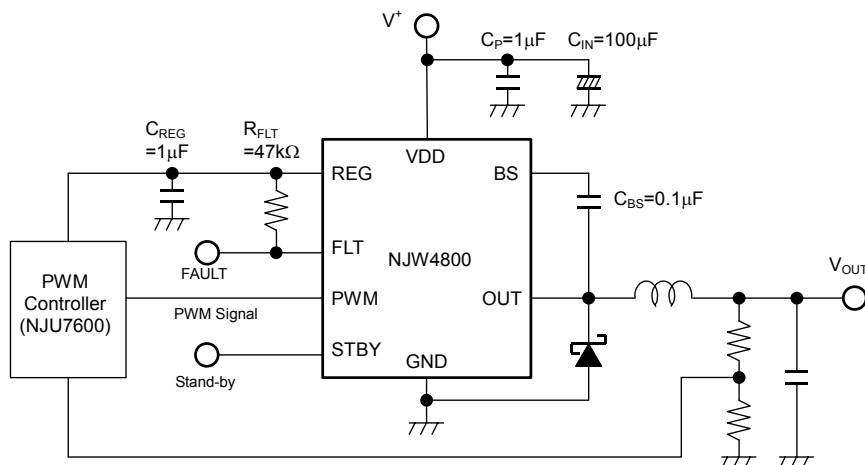 V+
CP=1μF
CIN=100μF
CREG
=1μF
RFLT
=47kΩ
VDD
REG
BS
CBS=0.1μF
FLT
FAULT
NJW4800
PWM
Controller
(NJU7600)
PWM
PWM Signal
OUT
VOUT
STBY
Stand-by
GND